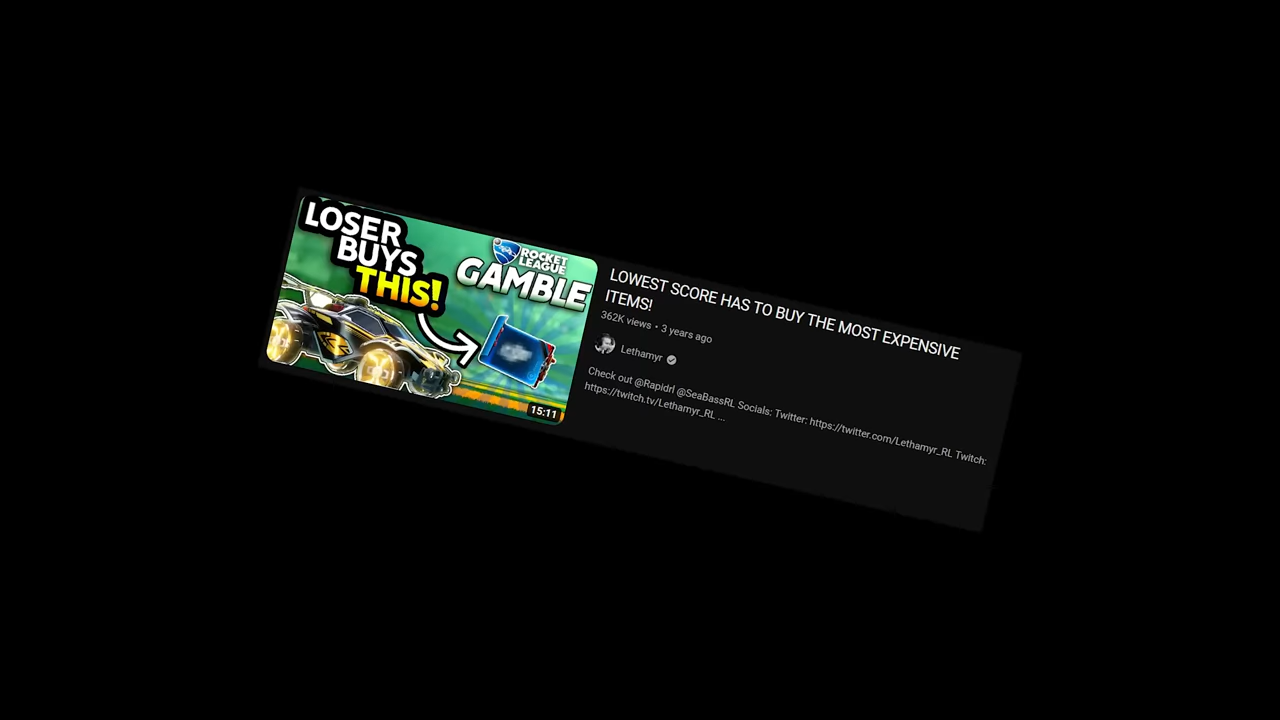 LOSER
BUYS
THIS!
ROCKET
LEAGUE
GAMBLE
15:11
LOWEST SCORE HAS TO BUY THE MOST EXPENSIVE
ITEMS!
362K views • 3 years ago
Lethamyr
Check out @Rapidrl @SeaBassRL Socials: Twitter: https://twitter.com/Lethamyr_RL Twitch:
https://twitch.tv/Lethamyr_RL ...